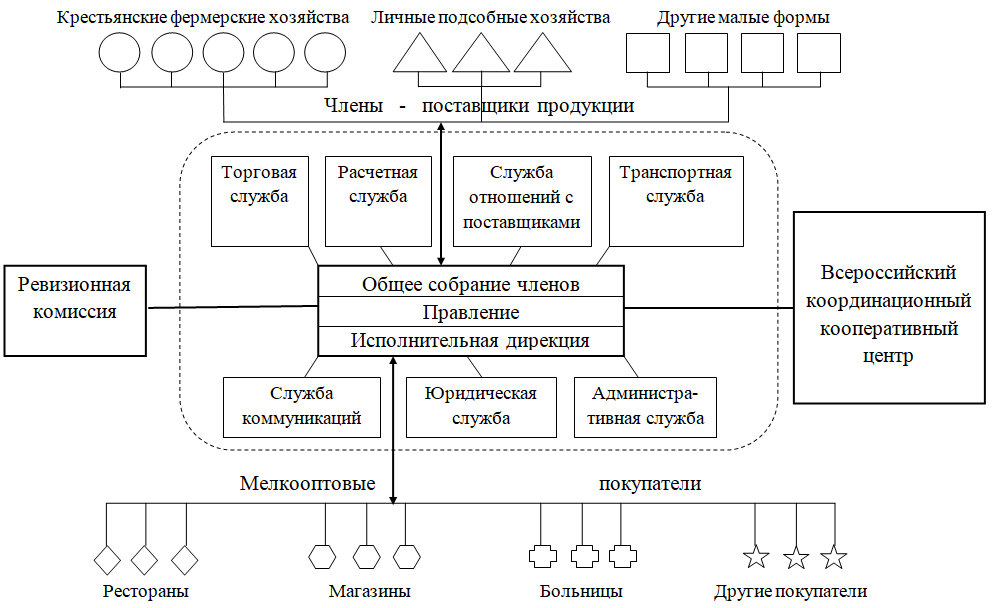 Крестьянские фермерские хозяйства
Личные подсобные хозяйства
Другие малые формы
Члены - поставщики продукции
Торговая
служба
Расчетная
служба
Служба
отношений с
поставщиками
Транспортная
служба
Ревизионная
комиссия
Общее собрание членов
Правление
Исполнительная дирекция
Всероссийский
координационный
кооперативный
центр
Служба
коммуникаций
Юридическая
служба
Администра-
тивная служба
Мелкооптовые покупатели
Рестораны
Магазины
Больницы
Другие покупатели